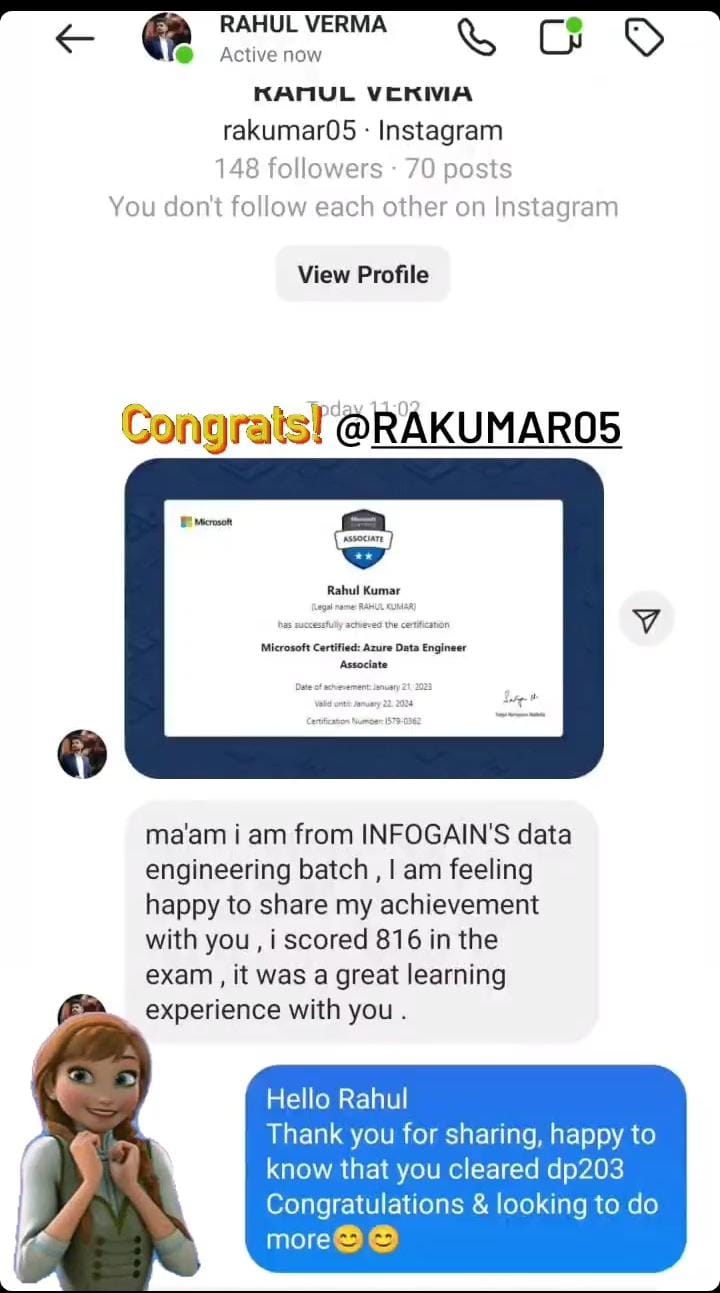 RAHUL VERMA
Active now
RAHUL VERMA
rakumar05 · Instagram
148 followers · 70 posts
You don't follow each other on Instagram
View Profile
Today 11:02
Congrats! @RAKUMAR05
Microsoft
ASSOCIATE
Rahul Kumar
(Legal name: RAHUL KUMAR)
has successfully achieved the certification
Microsoft Certified: Azure Data Engineer
Associate
Date of achievement: January 21, 2023
Valid until: January 22, 2024
Certification Number: I579-0362
ma'am i am from INFOGAIN'S data
engineering batch , I am feeling
happy to share my achievement
with you , i scored 816 in the
exam , it was a great learning
experience with you .
Hello Rahul
Thank you for sharing, happy to
know that you cleared dp203
Congratulations & looking to do
more😊😊